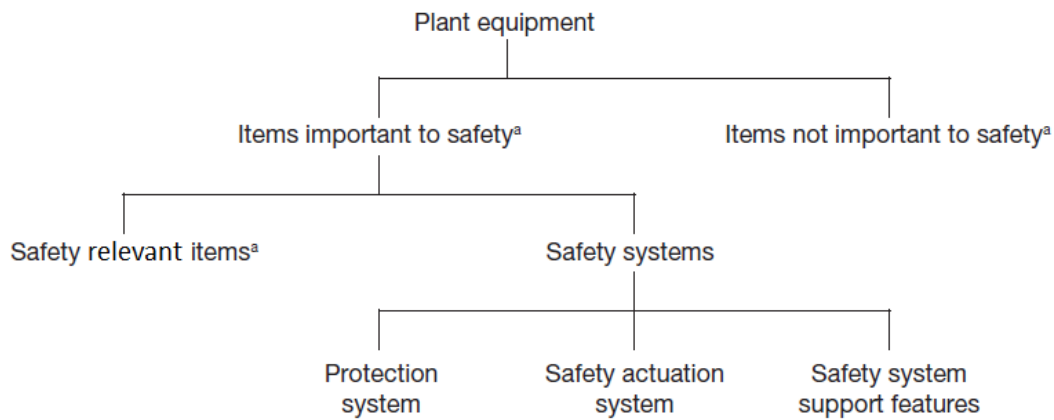 Plant equipment
Items important to safetyᵃ
Items not important to safetyᵃ
Safety relevant itemsᵃ
Safety systems
Protection
system
Safety actuation
system
Safety system
support features